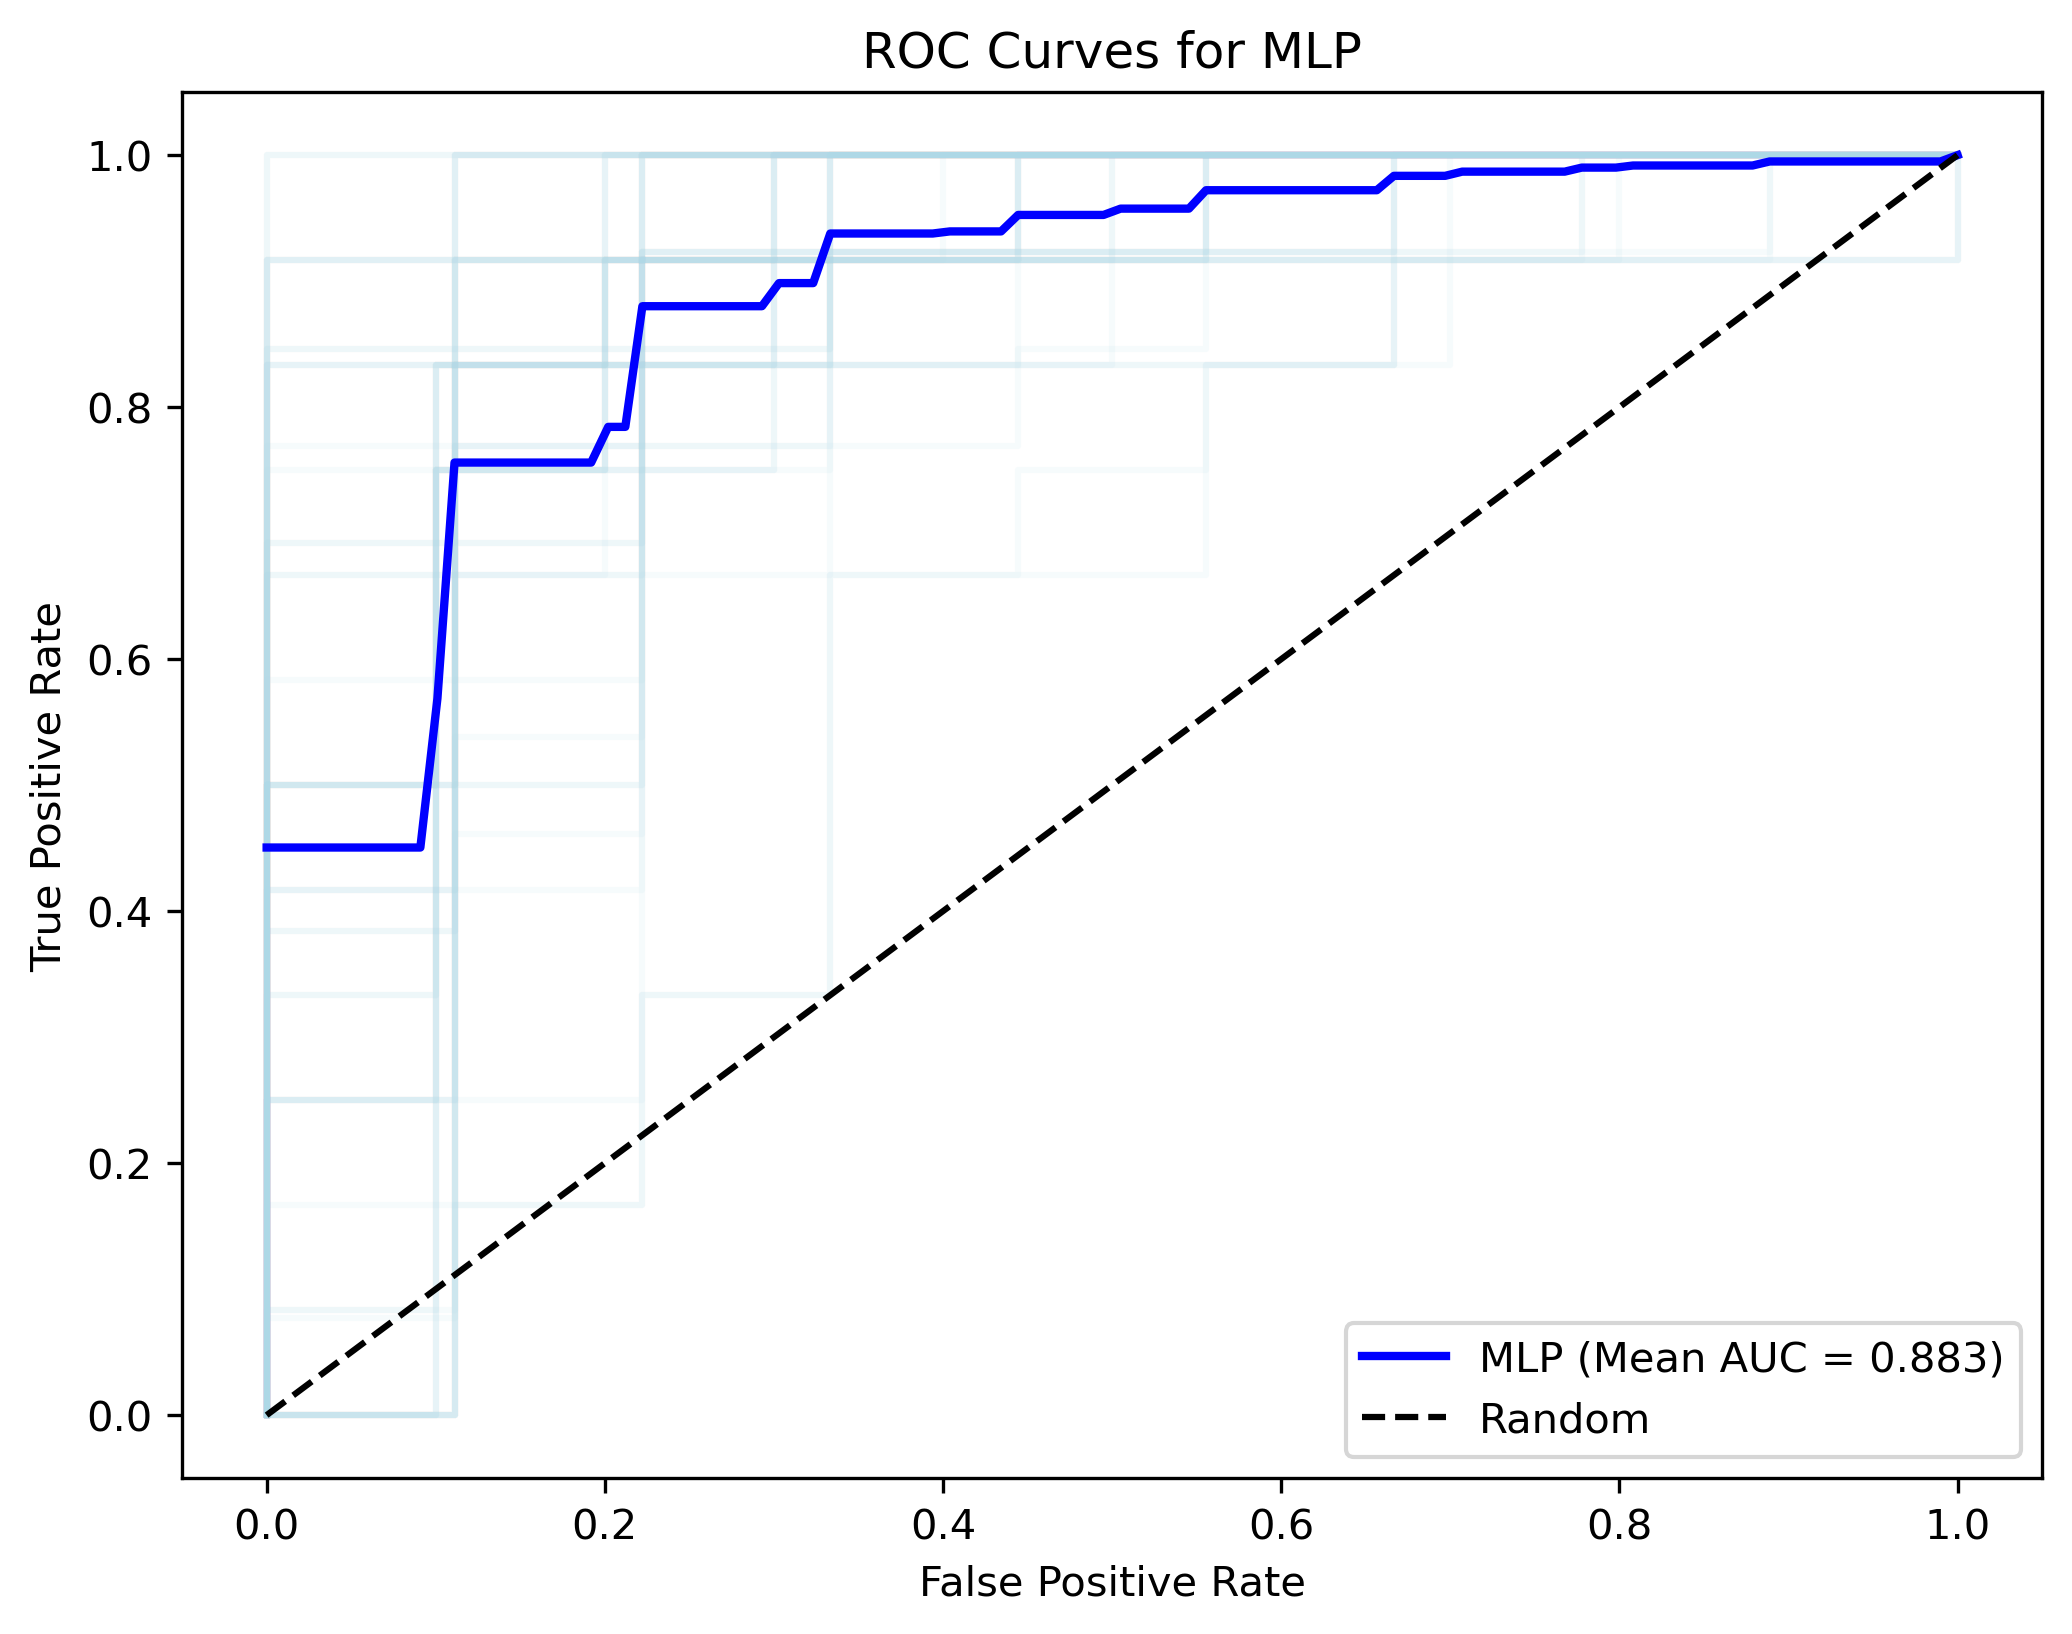 ROC Curves for MLP
1.0
0.8
0.6
0.4
0.2
0.0
True Positive Rate
0.0 0.2 0.4 0.6 0.8 1.0
False Positive Rate
MLP (Mean AUC = 0.883)
Random